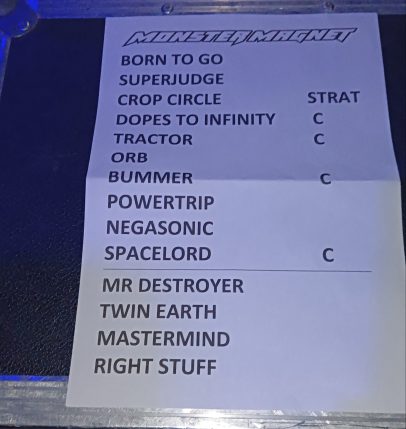 MONSTER MAGNET
BORN TO GO
SUPERJUDGE
CROP CIRCLE STRAT
DOPES TO INFINITY C
TRACTOR C
ORB
BUMMER C
POWERTRIP
NEGASONIC
SPACELORD C
MR DESTROYER
TWIN EARTH
MASTERMIND
RIGHT STUFF